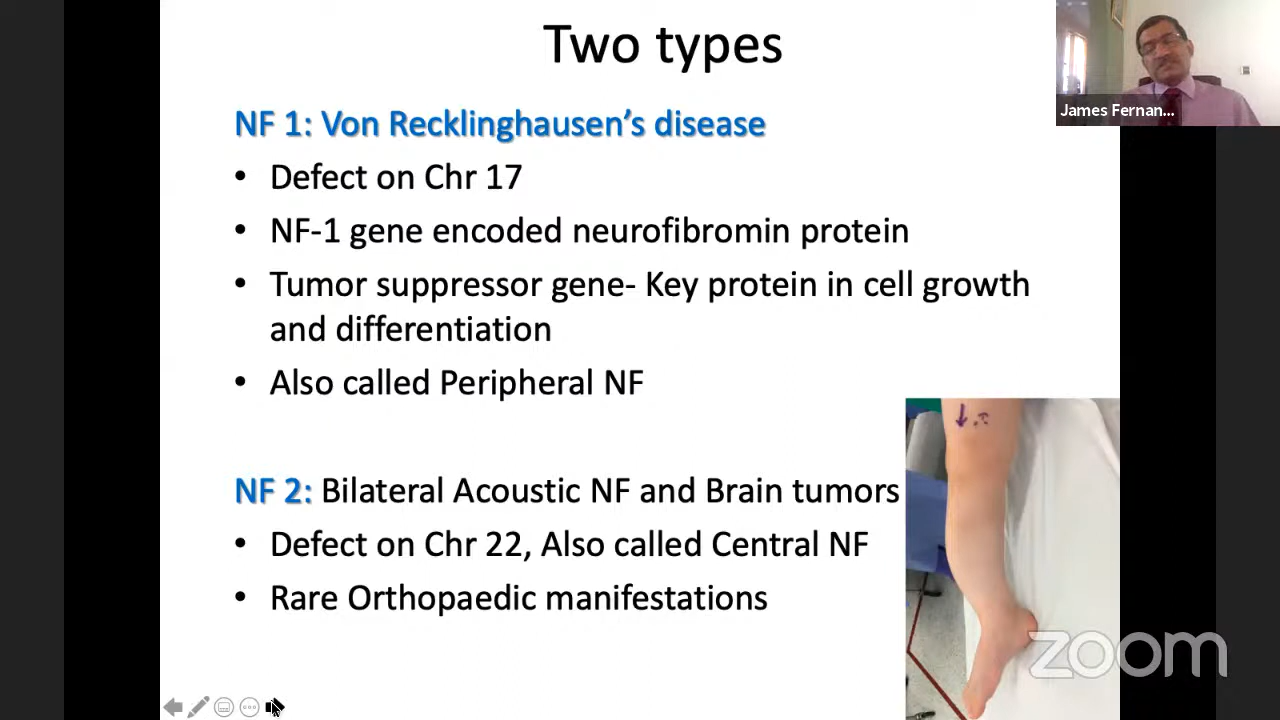 Two types
James Fernan...
NF 1: Von Recklinghausen’s disease
• Defect on Chr 17
• NF-1 gene encoded neurofibromin protein
• Tumor suppressor gene- Key protein in cell growth
and differentiation
• Also called Peripheral NF
NF 2: Bilateral Acoustic NF and Brain tumors
• Defect on Chr 22, Also called Central NF
• Rare Orthopaedic manifestations
zoom